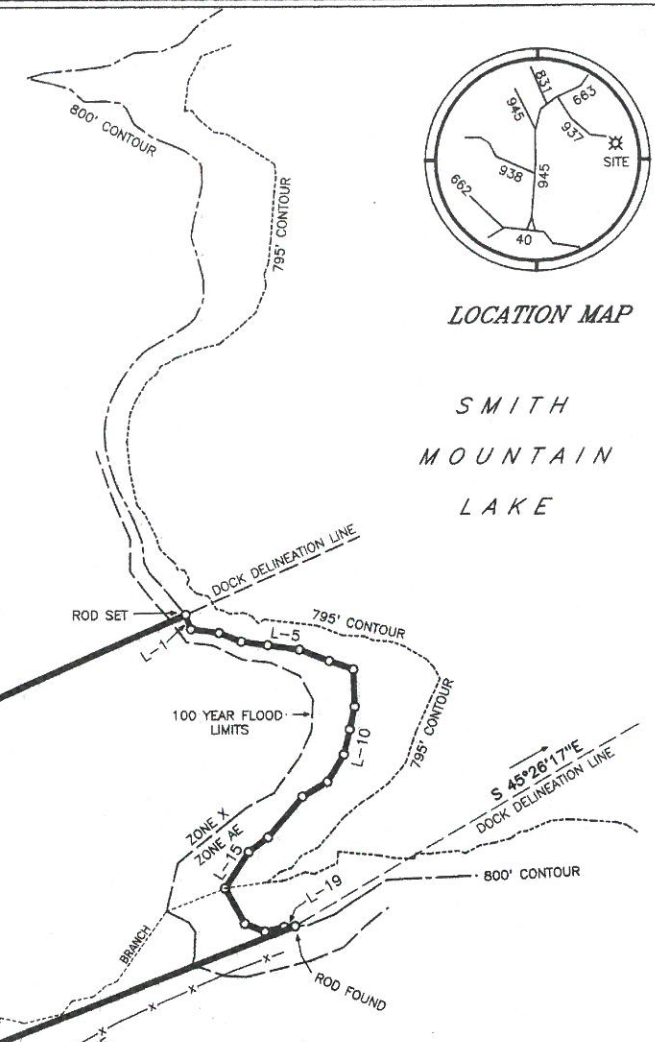 800' CONTOUR
795' CONTOUR
831
945
663
937
SITE
938
945
662
40
LOCATION MAP
SMITH
MOUNTAIN
LAKE
DOCK DELINEATION LINE
ROD SET
L-1
L-5
795' CONTOUR
100 YEAR FLOOD
LIMITS
L-10
795' CONTOUR
S 45°26'17"E
DOCK DELINEATION LINE
ZONE X
ZONE AE
L-15
L-19
800' CONTOUR
BRANCH
ROD FOUND
X
X
X
X